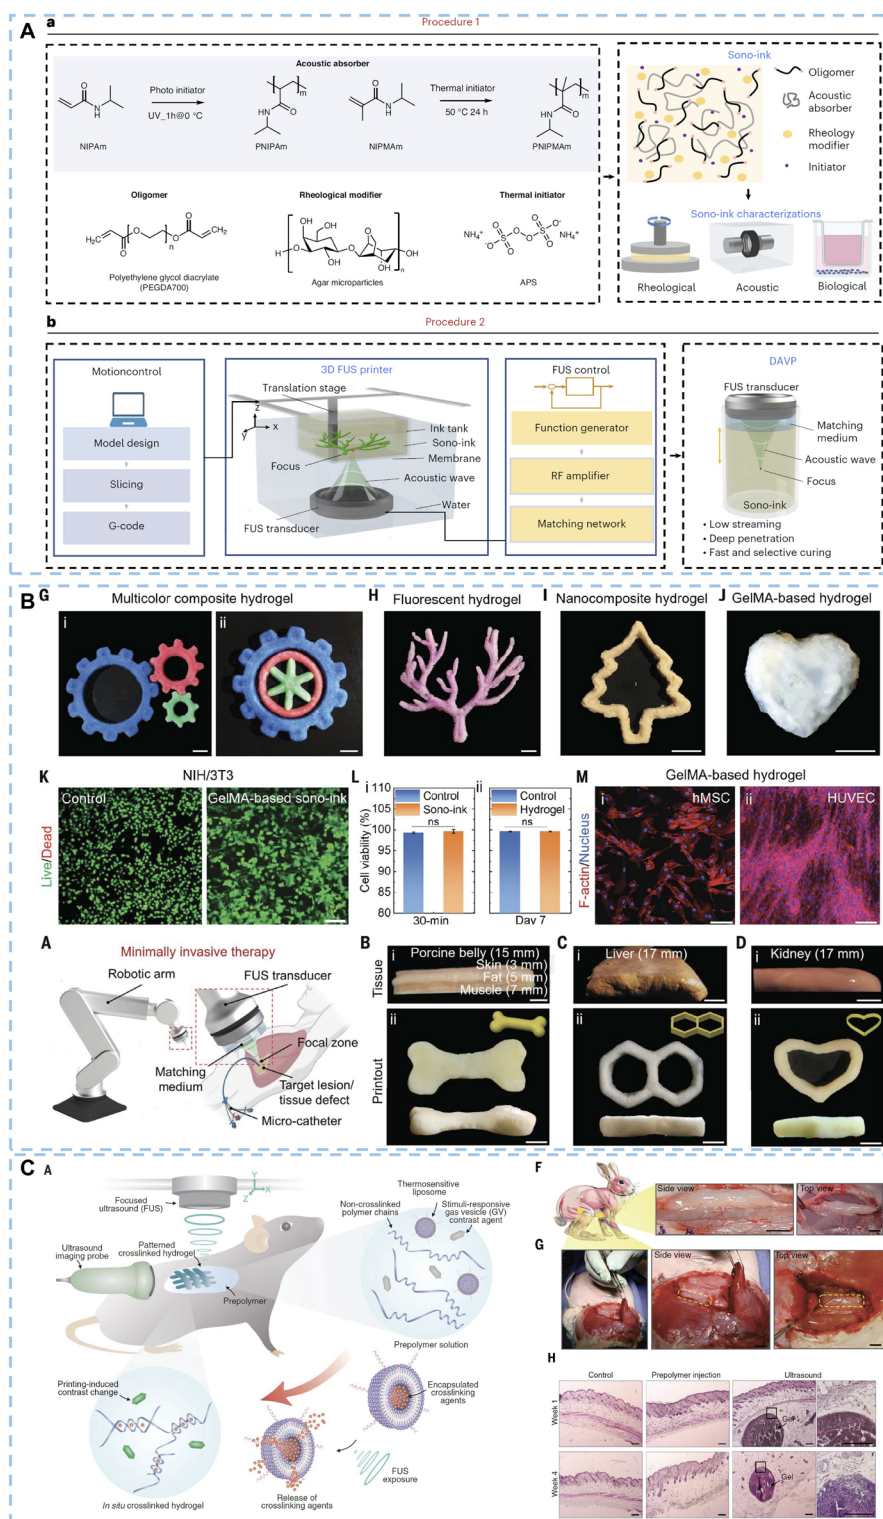 A
a
Procedure 1
Acoustic absorber
Photo initiator
UV_1h@0 °C
Thermal initiator
50 °C 24 h
NIPAm
PNIPAm
NIPMAm
PNIPMAm
Oligomer
Rheological modifier
Thermal initiator
Polyethylene glycol diacrylate
(PEGDA700)
Agar microparticles
APS
Sono-ink
Oligomer
Acoustic
absorber
Rheology
modifier
Initiator
Sono-ink characterizations
Rheological
Acoustic
Biological
b
Procedure 2
Motioncontrol
Model design
Slicing
G-code
3D FUS printer
Translation stage
z
x
y
Ink tank
Sono-ink
Membrane
Focus
Acoustic wave
Water
FUS transducer
FUS control
Function generator
RF amplifier
Matching network
DAVP
FUS transducer
Matching
medium
Acoustic wave
Focus
Sono-ink
• Low streaming
• Deep penetration
• Fast and selective curing
B
G
Multicolor composite hydrogel
i
ii
H
Fluorescent hydrogel
I
Nanocomposite hydrogel
J
GelMA-based hydrogel
K
NIH/3T3
Live/Dead
Control
GelMA-based sono-ink
L
i
Control
Sono-ink
ns
ii
Control
Hydrogel
ns
Cell viability (%)
110
105
100
95
90
85
80
30-min
Day 7
M
GelMA-based hydrogel
F-actin/Nucleus
i
hMSC
ii
HUVEC
A
Minimally invasive therapy
Robotic arm
FUS transducer
Focal zone
Matching
medium
Target lesion/
tissue defect
Micro-catheter
B
Tissue
i
Porcine belly (15 mm)
Skin (3 mm)
Fat (5 mm)
Muscle (7 mm)
Printout
ii
C
i
Liver (17 mm)
ii
D
i
Kidney (17 mm)
ii
C
A
Focused
ultrasound (FUS)
Y
X
Z
Ultrasound
imaging probe
Patterned
crosslinked hydrogel
Prepolymer
Thermosensitive
liposome
Non-crosslinked
polymer chains
Stimuli-responsive
gas vesicle (GV)
contrast agent
Prepolymer solution
Printing-induced
contrast change
In situ crosslinked hydrogel
Encapsulated
crosslinking
agents
Release of
crosslinking agents
FUS
exposure
F
Side view
Top view
G
Side view
Top view
H
Control
Prepolymer injection
Ultrasound
Week 1
Gel
Week 4
Gel